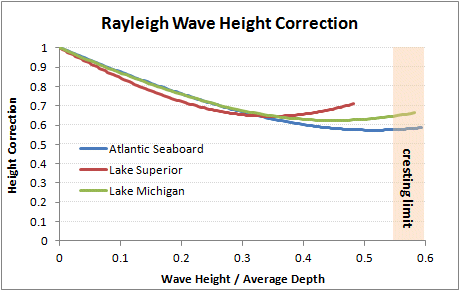 Rayleigh Wave Height Correction
Height Correction
1
0.9
0.8
0.7
0.6
0.5
0.4
0.3
0.2
0.1
0
Atlantic Seaboard
Lake Superior
Lake Michigan
cresting limit
0 0.1 0.2 0.3 0.4 0.5 0.6
Wave Height / Average Depth